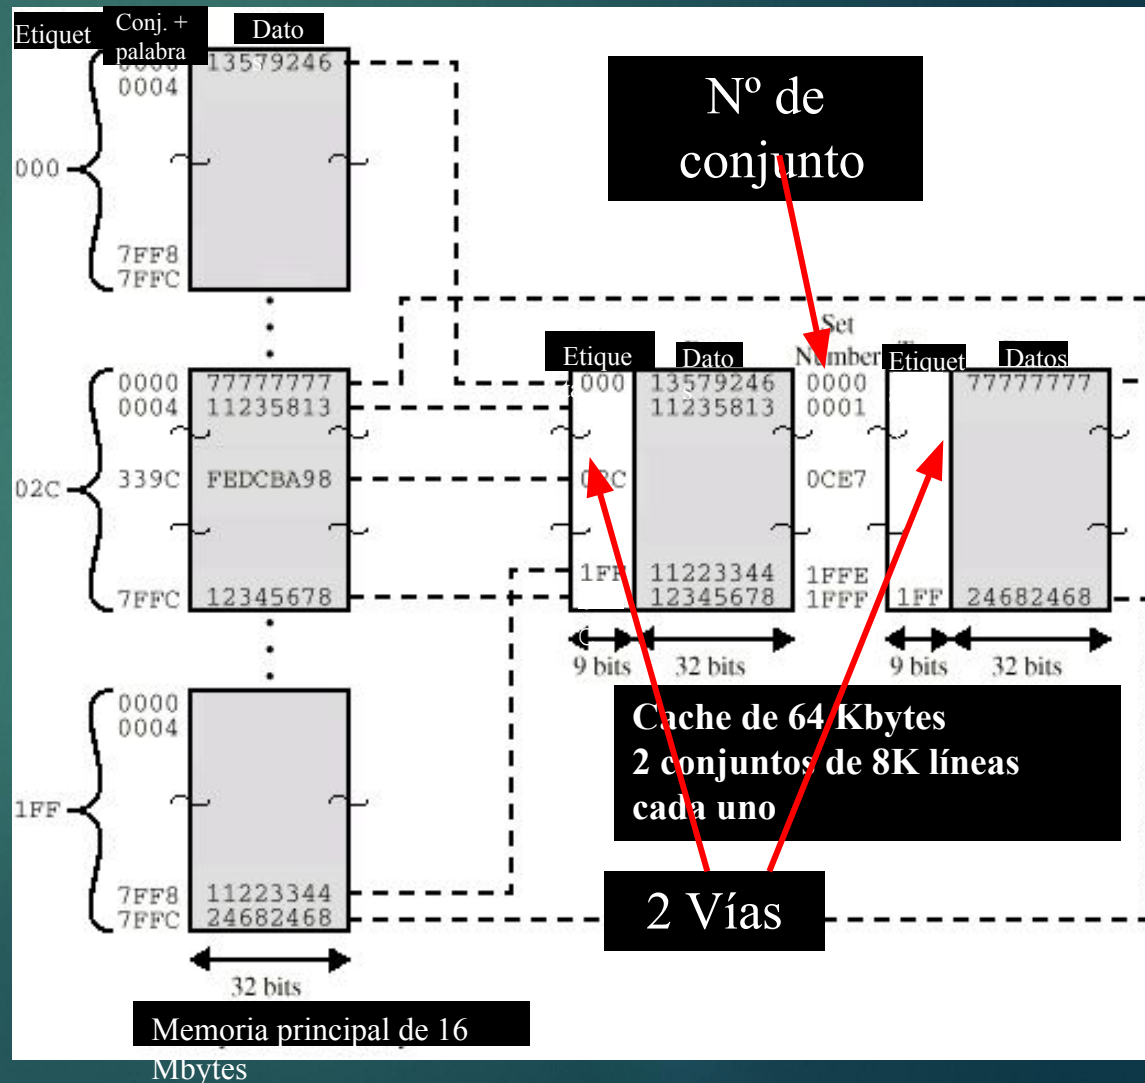 Etiquet
Conj. +
palabra
Dato
13579246
0004
000
7FF8
7FFC
0000 77777777
0004 11235813
02C
339C FEDCBA98
7FFC 12345678
0000
0004
1FF
7FF8 11223344
7FFC 24682468
32 bits
Memoria principal de 16
Mbytes
Nº de
conjunto
Set
Number
Etique
Dato
Etiquet
Datos
000 13579246 0000 77777777
11235813 0001
0CE7
1FF 11223344 1FFE
12345678 1FFF 1FF 24682468
9 bits 32 bits 9 bits 32 bits
Cache de 64 Kbytes
2 conjuntos de 8K líneas
cada uno
2 Vías